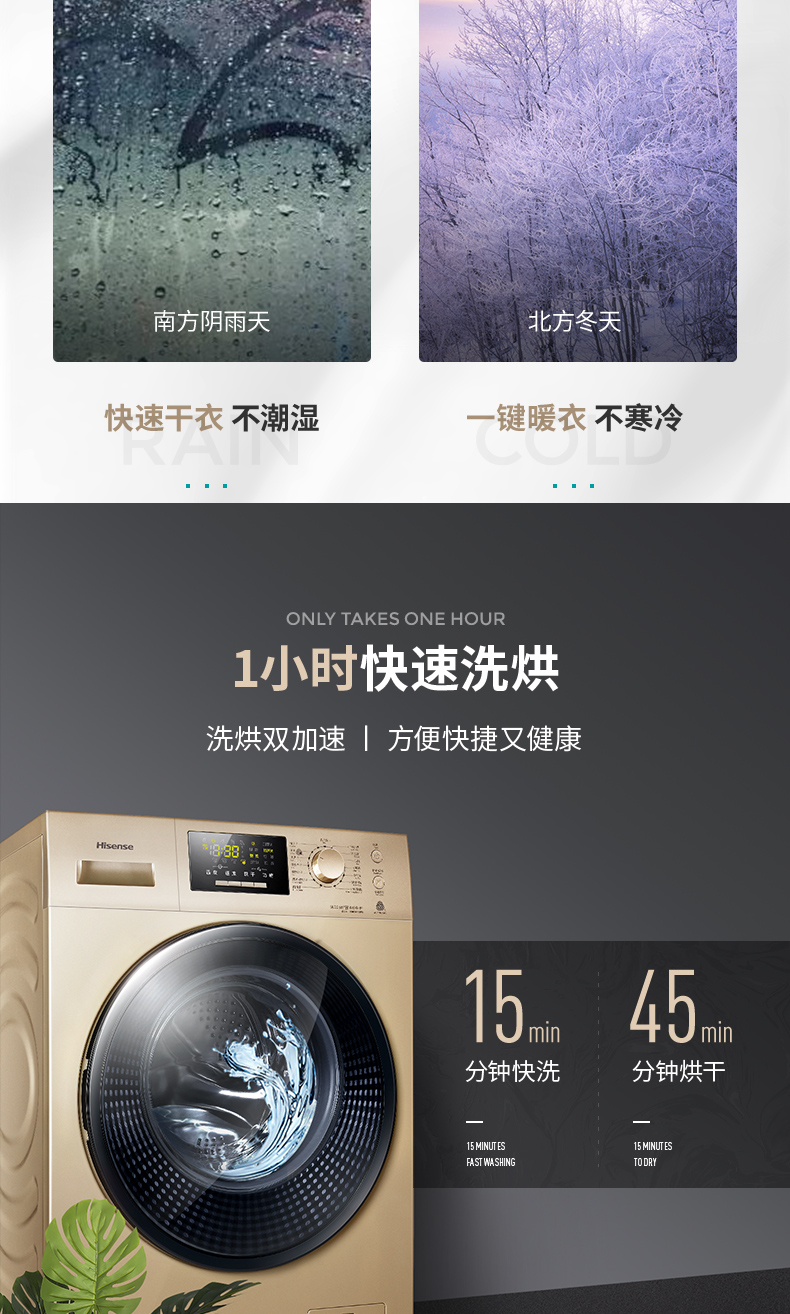 南方阴雨天
北方冬天
快速干衣 不潮湿
RAIN
一键暖衣 不寒冷
COLD
ONLY TAKES ONE HOUR
1小时快速洗烘
洗烘双加速 | 方便快捷又健康
Hisense
15min
分钟快洗
15 MINUTES
FAST WASHING
45min
分钟烘干
15 MINUTES
TO DRY